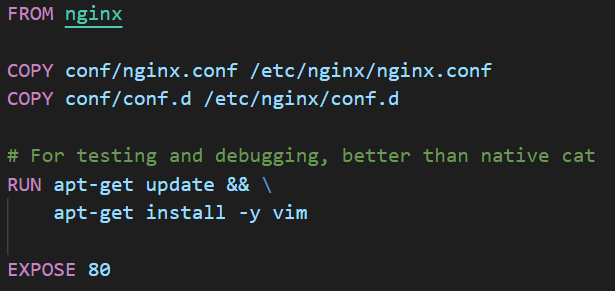 FROM nginx
COPY conf/nginx.conf /etc/nginx/nginx.conf
COPY conf/conf.d /etc/nginx/conf.d
# For testing and debugging, better than native cat
RUN apt-get update && \
    apt-get install -y vim
EXPOSE 80